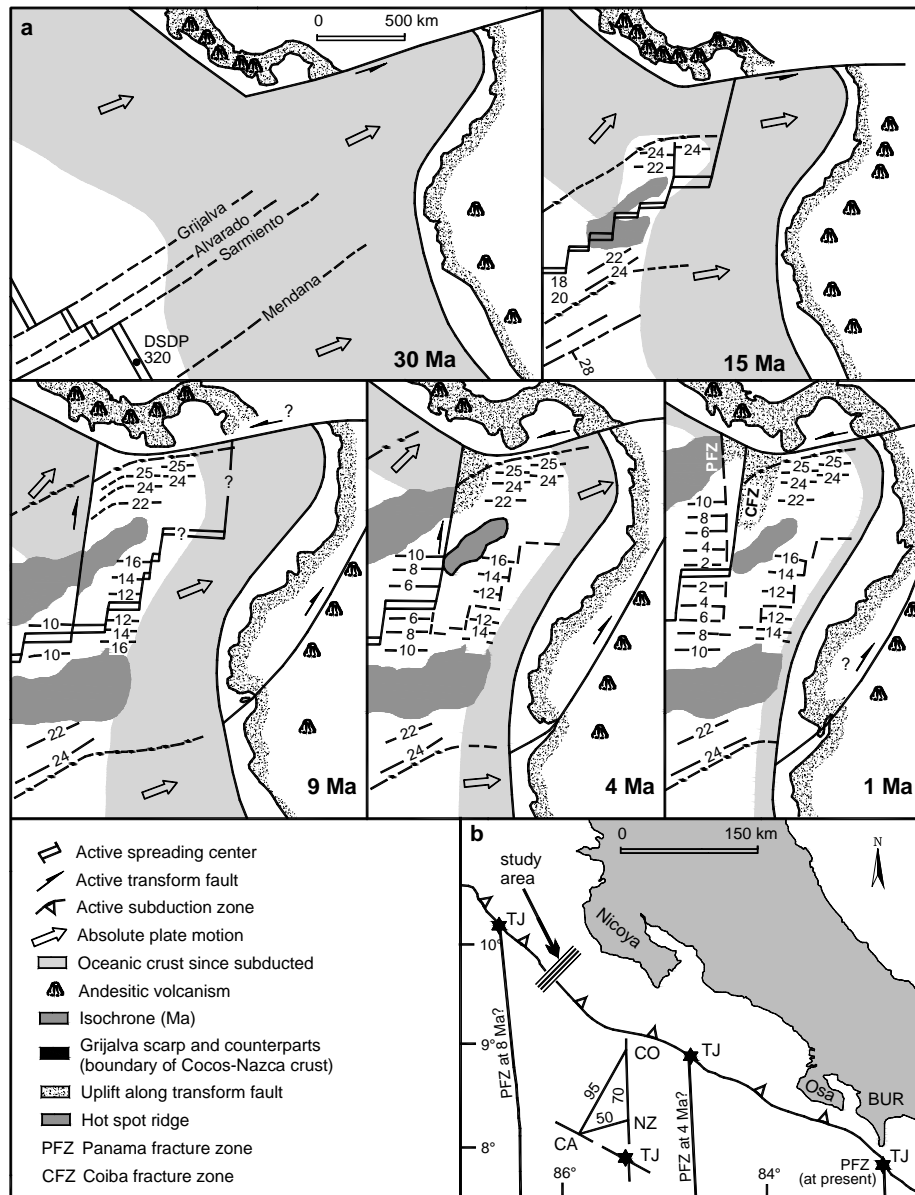 a
0 500 km
Grijalva
Alvarado
Sarmiento
Mendana
DSDP
320
30 Ma
24 24
22
22
24
18
20
28
15 Ma
?
25
25
24 24
22
?
?
16
14
12
10
12
14
10 16
22
24
9 Ma
25
25
24 24
22
10 16
8 14
6 12
6 12
8 14
10
22
24
4 Ma
PFZ
CFZ
25
25
24 24
22
10
8
6
4 16
2 14
12
2
4 12
6 14
8
10
?
22
24
1 Ma
Active spreading center
Active transform fault
Active subduction zone
Absolute plate motion
Oceanic crust since subducted
Andesitic volcanism
Isochrone (Ma)
Grijalva scarp and counterparts
(boundary of Cocos-Nazca crust)
Uplift along transform fault
Hot spot ridge
PFZ Panama fracture zone
CFZ Coiba fracture zone
b
0 150 km
N
study
area
TJ
Nicoya
10°
PFZ at 8 Ma?
9°
CO
TJ
95
70
50
NZ
CA
TJ
PFZ at 4 Ma?
Osa
BUR
8°
TJ
PFZ
(at present)
86°
84°